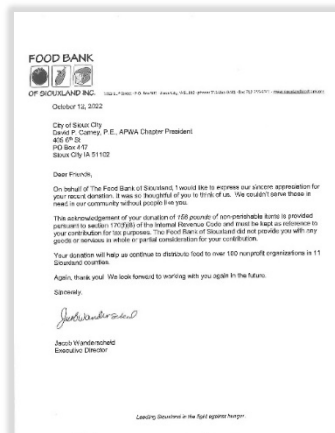 FOOD BANK
OF SIOUXLAND INC.
October 12, 2022
City of Sioux City
David P. Carney, P.E., APWA Chapter President
405 6th St
PO Box 447
Sioux City IA 51102
Dear Friends,
On behalf of The Food Bank of Siouxland, I would like to express our sincere appreciation for
your recent donation. It was so thoughtful of you to think of us. We couldn't serve those in
need in our community without people like you.
This acknowledgement of your donation of 158 pounds of non-perishable items is provided
pursuant to section 170(f)(8) of the Internal Revenue Code and must be kept as reference to
your contribution for tax purposes. The Food Bank of Siouxland did not provide you with any
goods or services in whole or partial consideration for your contribution.
Your donation will help us continue to distribute food to over 100 nonprofit organizations in 11
Siouxland counties.
Again, thank you! We look forward to working with you again in the future.
Sincerely,
Jacob Wanderscheid
Jacob Wanderscheid
Executive Director
Leading Siouxland in the fight against hunger.